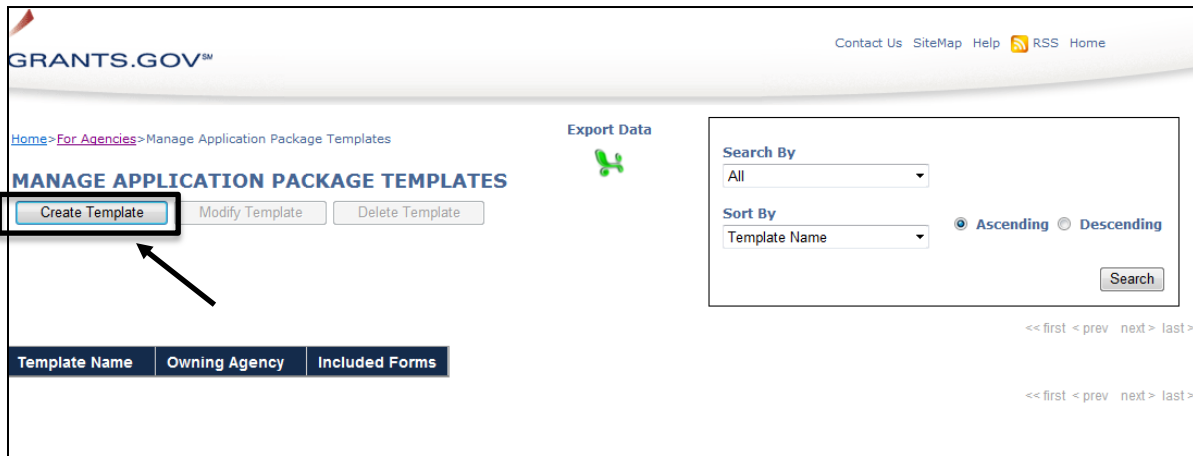 Contact Us SiteMap Help RSS Home
GRANTS.GOV℠
Home>For Agencies>Manage Application Package Templates
Export Data
MANAGE APPLICATION PACKAGE TEMPLATES
Create Template Modify Template Delete Template
Search By
All
Sort By
Template Name
Ascending Descending
Search
<< first < prev next > last >
Template Name Owning Agency Included Forms
<< first < prev next > last >